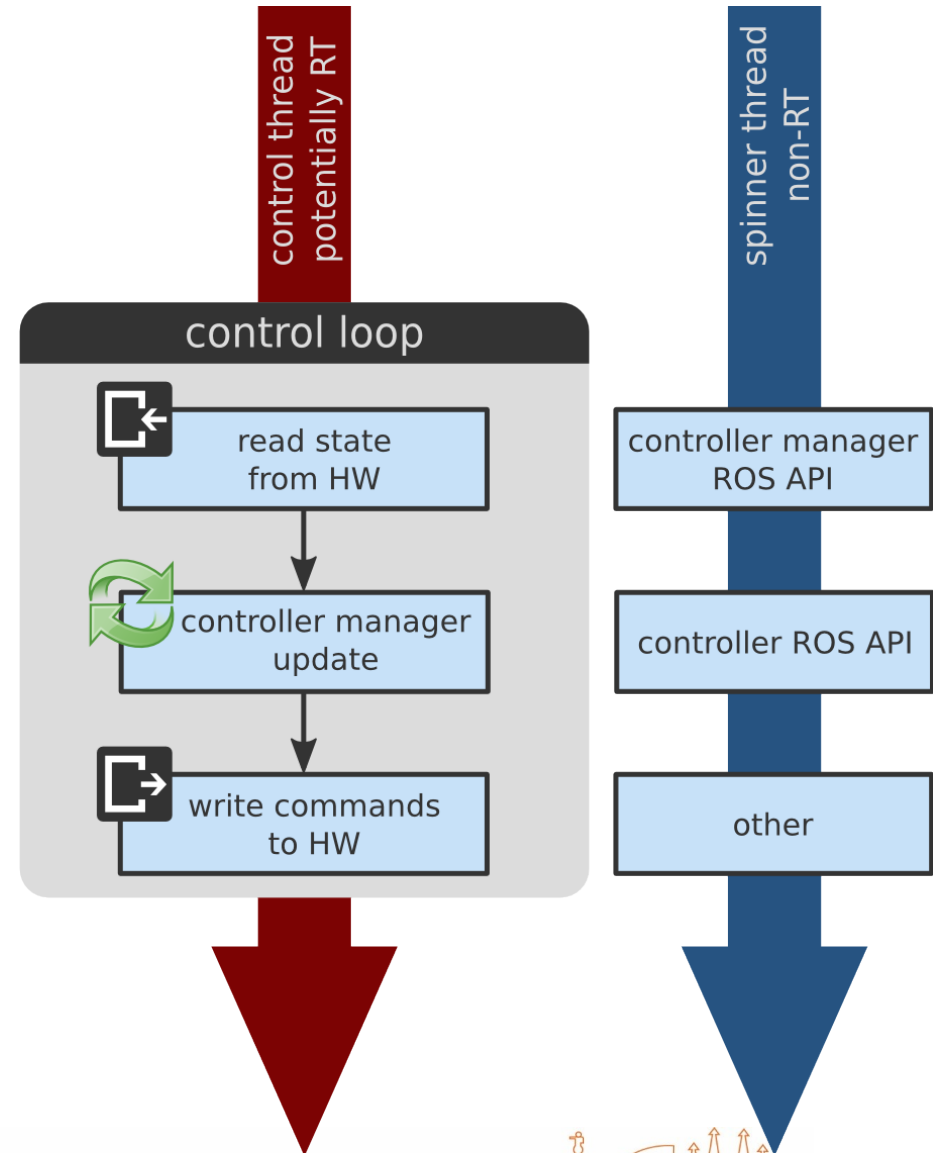 control thread
potentially RT
spinner thread
non-RT
control loop
read state
from HW
controller manager
update
write commands
to HW
controller manager
ROS API
controller ROS API
other